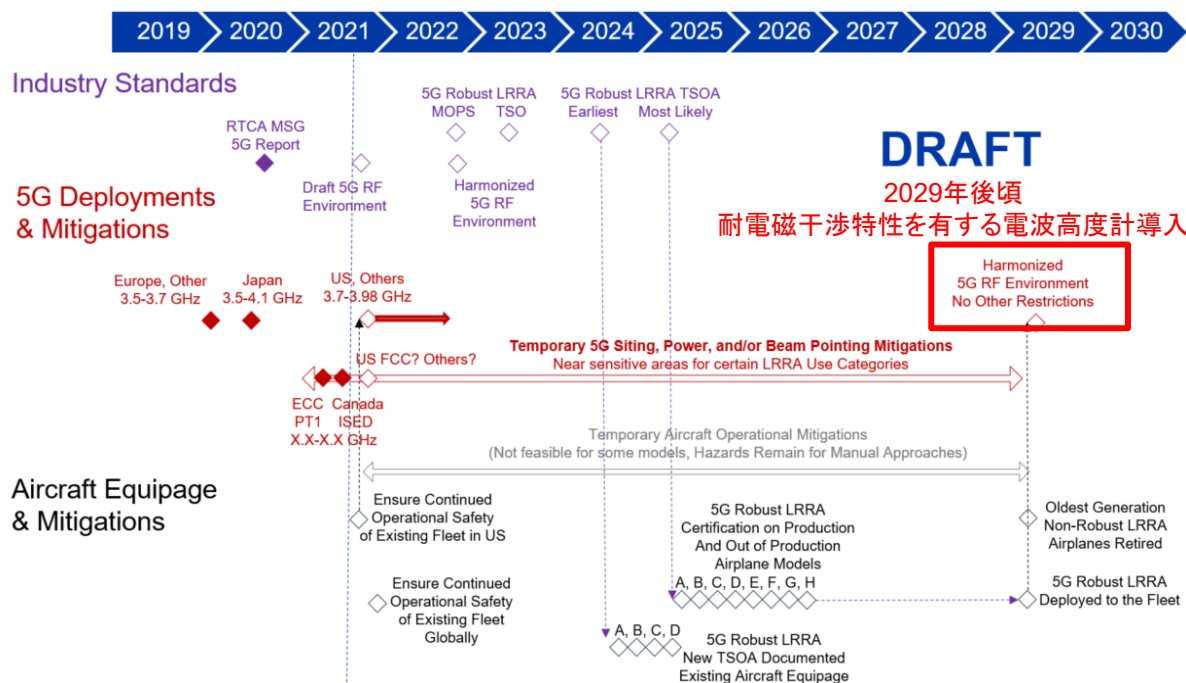 2019 2020 2021 2022 2023 2024 2025 2026 2027 2028 2029 2030
Industry Standards
RTCA MSG
5G Report
Draft 5G RF
Environment
5G Robust LRRA
MOPS TSO
Harmonized
5G RF
Environment
5G Robust LRRA TSOA
Earliest Most Likely
DRAFT
2029年後頃
耐電磁干渉特性を有する電波高度計導入
5G Deployments
& Mitigations
Europe, Other
3.5-3.7 GHz
Japan
3.5-4.1 GHz
US, Others
3.7-3.98 GHz
Harmonized
5G RF Environment
No Other Restrictions
Temporary 5G Siting, Power, and/or Beam Pointing Mitigations
Near sensitive areas for certain LRRA Use Categories
US FCC? Others?
ECC Canada
PT1 ISED
X.X-X.X GHz
Temporary Aircraft Operational Mitigations
(Not feasible for some models, Hazards Remain for Manual Approaches)
Aircraft Equipage
& Mitigations
Ensure Continued
Operational Safety
of Existing Fleet in US
5G Robust LRRA
Certification on Production
And Out of Production
Airplane Models
A, B, C, D, E, F, G, H
Oldest Generation
Non-Robust LRRA
Airplanes Retired
Ensure Continued
Operational Safety
of Existing Fleet
Globally
5G Robust LRRA
Deployed to the Fleet
A, B, C, D
5G Robust LRRA
New TSOA Documented
Existing Aircraft Equipage